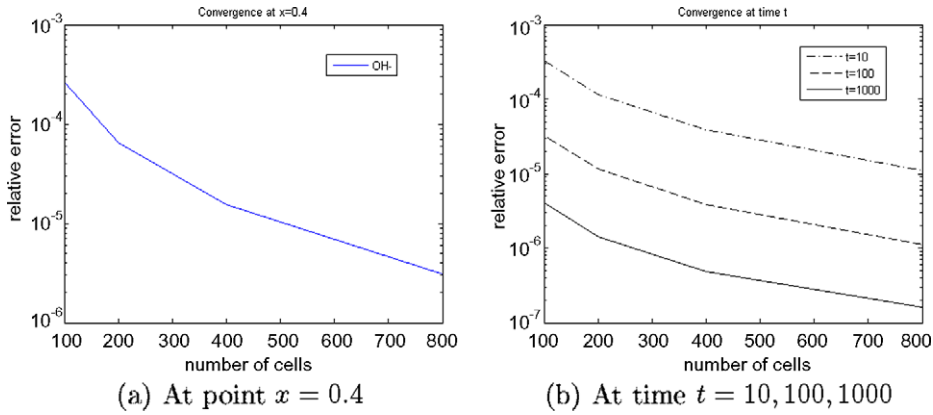 Convergence at x=0.4
10^-3
10^-4
10^-5
10^-6
relative error
OH-
100 200 300 400 500 600 700 800
number of cells
(a) At point x = 0.4
Convergence at time t
10^-3
10^-4
10^-5
10^-6
10^-7
relative error
t=10
t=100
t=1000
100 200 300 400 500 600 700 800
number of cells
(b) At time t = 10, 100, 1000